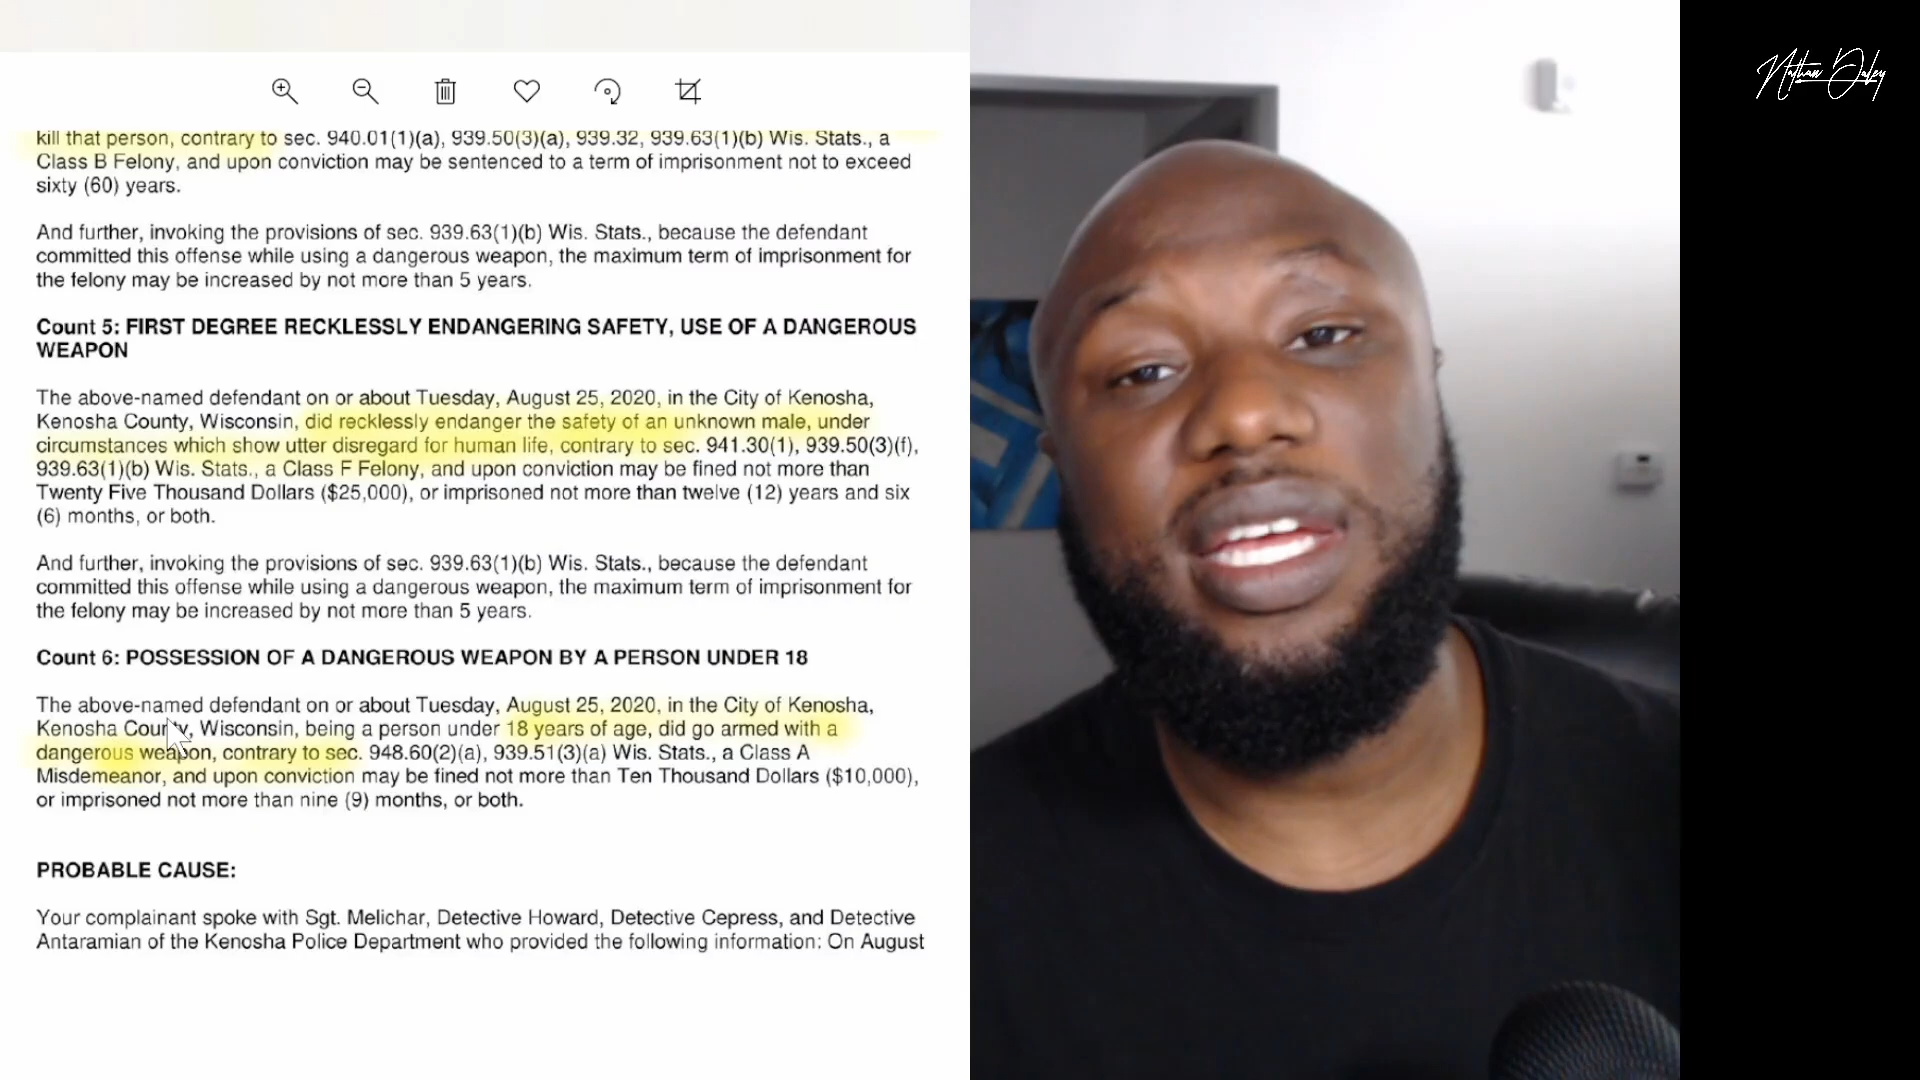 kill that person, contrary to sec. 940.01(1)(a), 939.50(3)(a), 939.32, 939.63(1)(b) Wis. Stats., a
Class B Felony, and upon conviction may be sentenced to a term of imprisonment not to exceed
sixty (60) years.
And further, invoking the provisions of sec. 939.63(1)(b) Wis. Stats., because the defendant
committed this offense while using a dangerous weapon, the maximum term of imprisonment for
the felony may be increased by not more than 5 years.
Count 5: FIRST DEGREE RECKLESSLY ENDANGERING SAFETY, USE OF A DANGEROUS
WEAPON
The above-named defendant on or about Tuesday, August 25, 2020, in the City of Kenosha,
Kenosha County, Wisconsin, did recklessly endanger the safety of an unknown male, under
circumstances which show utter disregard for human life, contrary to sec. 941.30(1), 939.50(3)(f),
939.63(1)(b) Wis. Stats., a Class F Felony, and upon conviction may be fined not more than
Twenty Five Thousand Dollars ($25,000), or imprisoned not more than twelve (12) years and six
(6) months, or both.
And further, invoking the provisions of sec. 939.63(1)(b) Wis. Stats., because the defendant
committed this offense while using a dangerous weapon, the maximum term of imprisonment for
the felony may be increased by not more than 5 years.
Count 6: POSSESSION OF A DANGEROUS WEAPON BY A PERSON UNDER 18
The above-named defendant on or about Tuesday, August 25, 2020, in the City of Kenosha,
Kenosha County, Wisconsin, being a person under 18 years of age, did go armed with a
dangerous weapon, contrary to sec. 948.60(2)(a), 939.51(3)(a) Wis. Stats., a Class A
Misdemeanor, and upon conviction may be fined not more than Ten Thousand Dollars ($10,000),
or imprisoned not more than nine (9) months, or both.
PROBABLE CAUSE:
Your complainant spoke with Sgt. Melichar, Detective Howard, Detective Cepress, and Detective
Antaramian of the Kenosha Police Department who provided the following information: On August
Nathan Daley